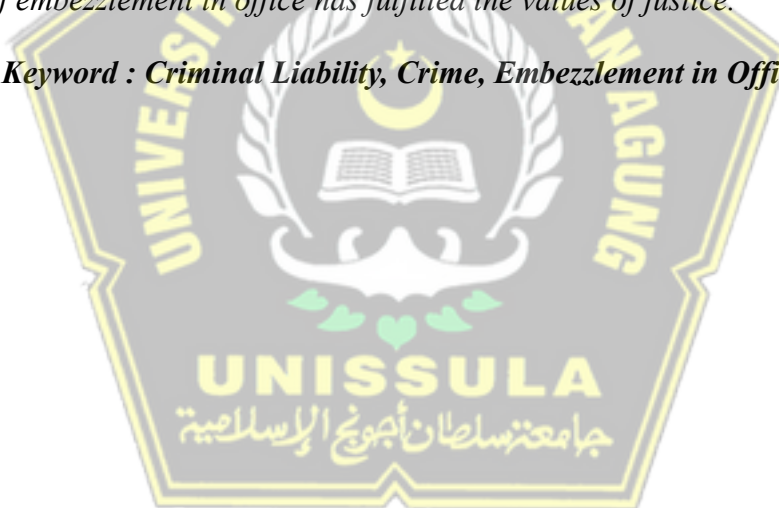 f embezzlement in office has fulfilled the values of justice.
Keyword : Criminal Liability, Crime, Embezzlement in Offi
AN AGUNG
UNISSULA
جامعة سلطان أجونج الإسلامية